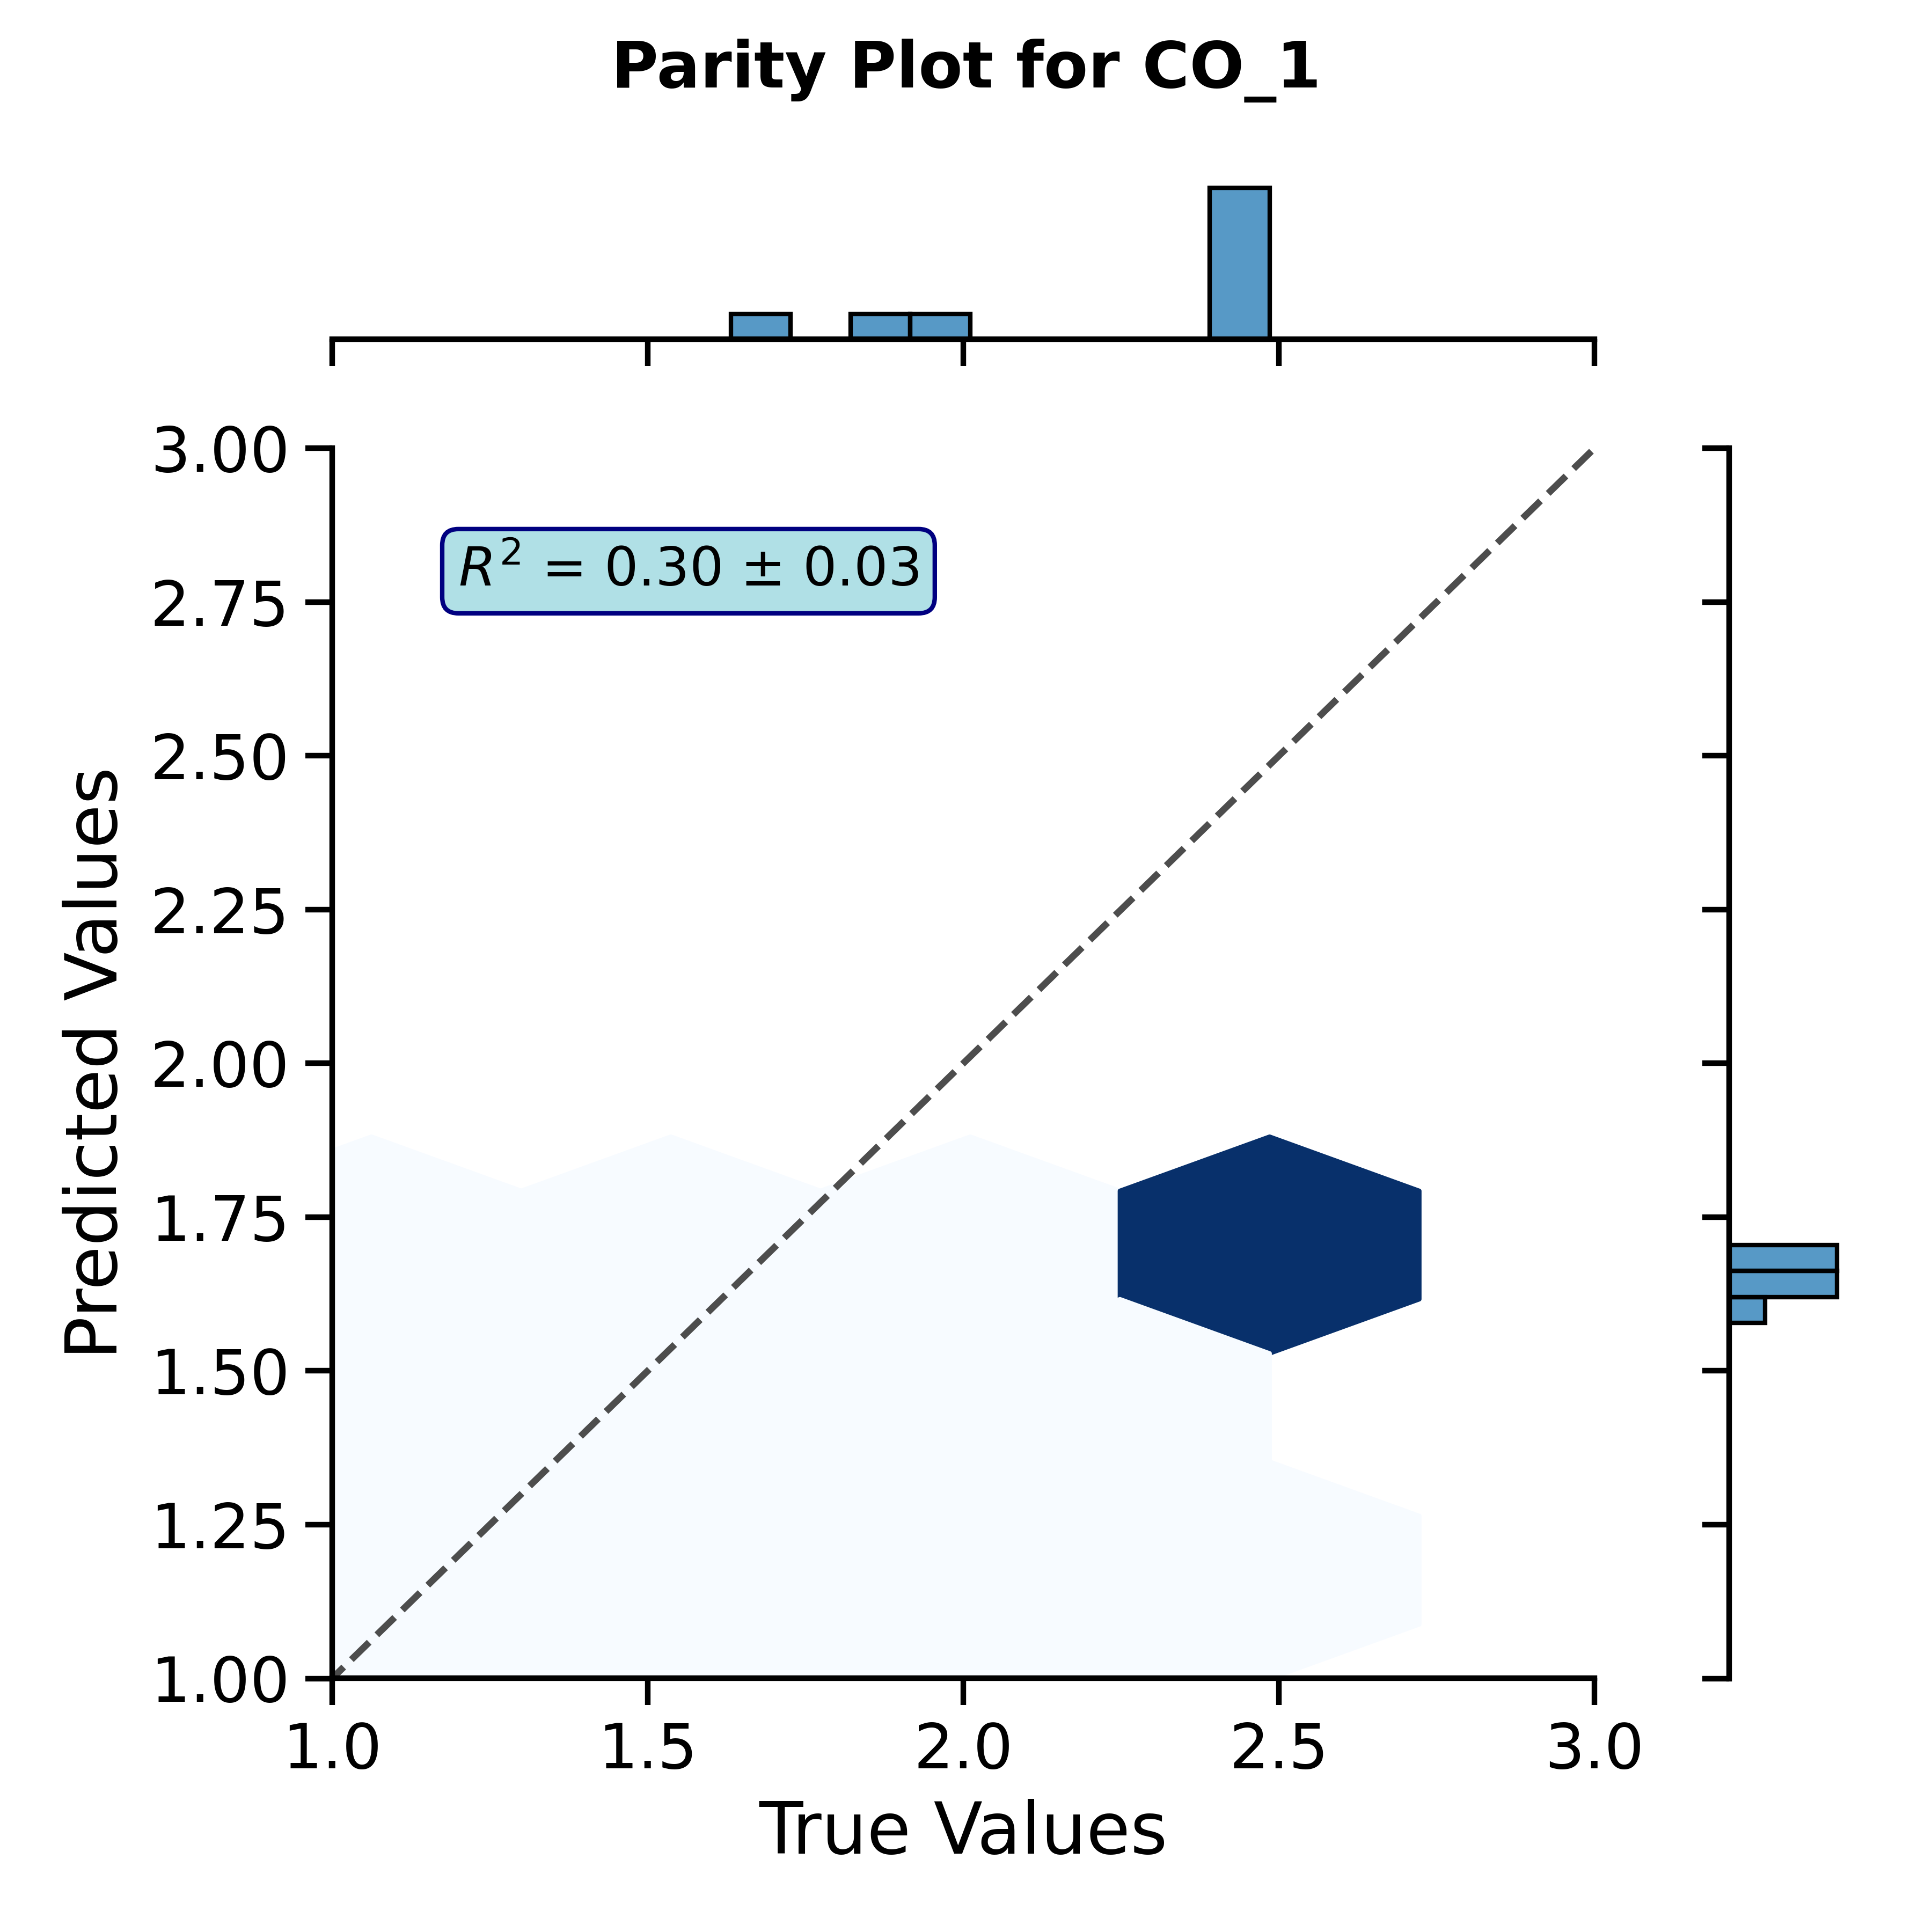 Parity Plot for CO_1
R² = 0.30 ± 0.03
Predicted Values
3.00
2.75
2.50
2.25
2.00
1.75
1.50
1.25
1.00
1.0 1.5 2.0 2.5 3.0
True Values